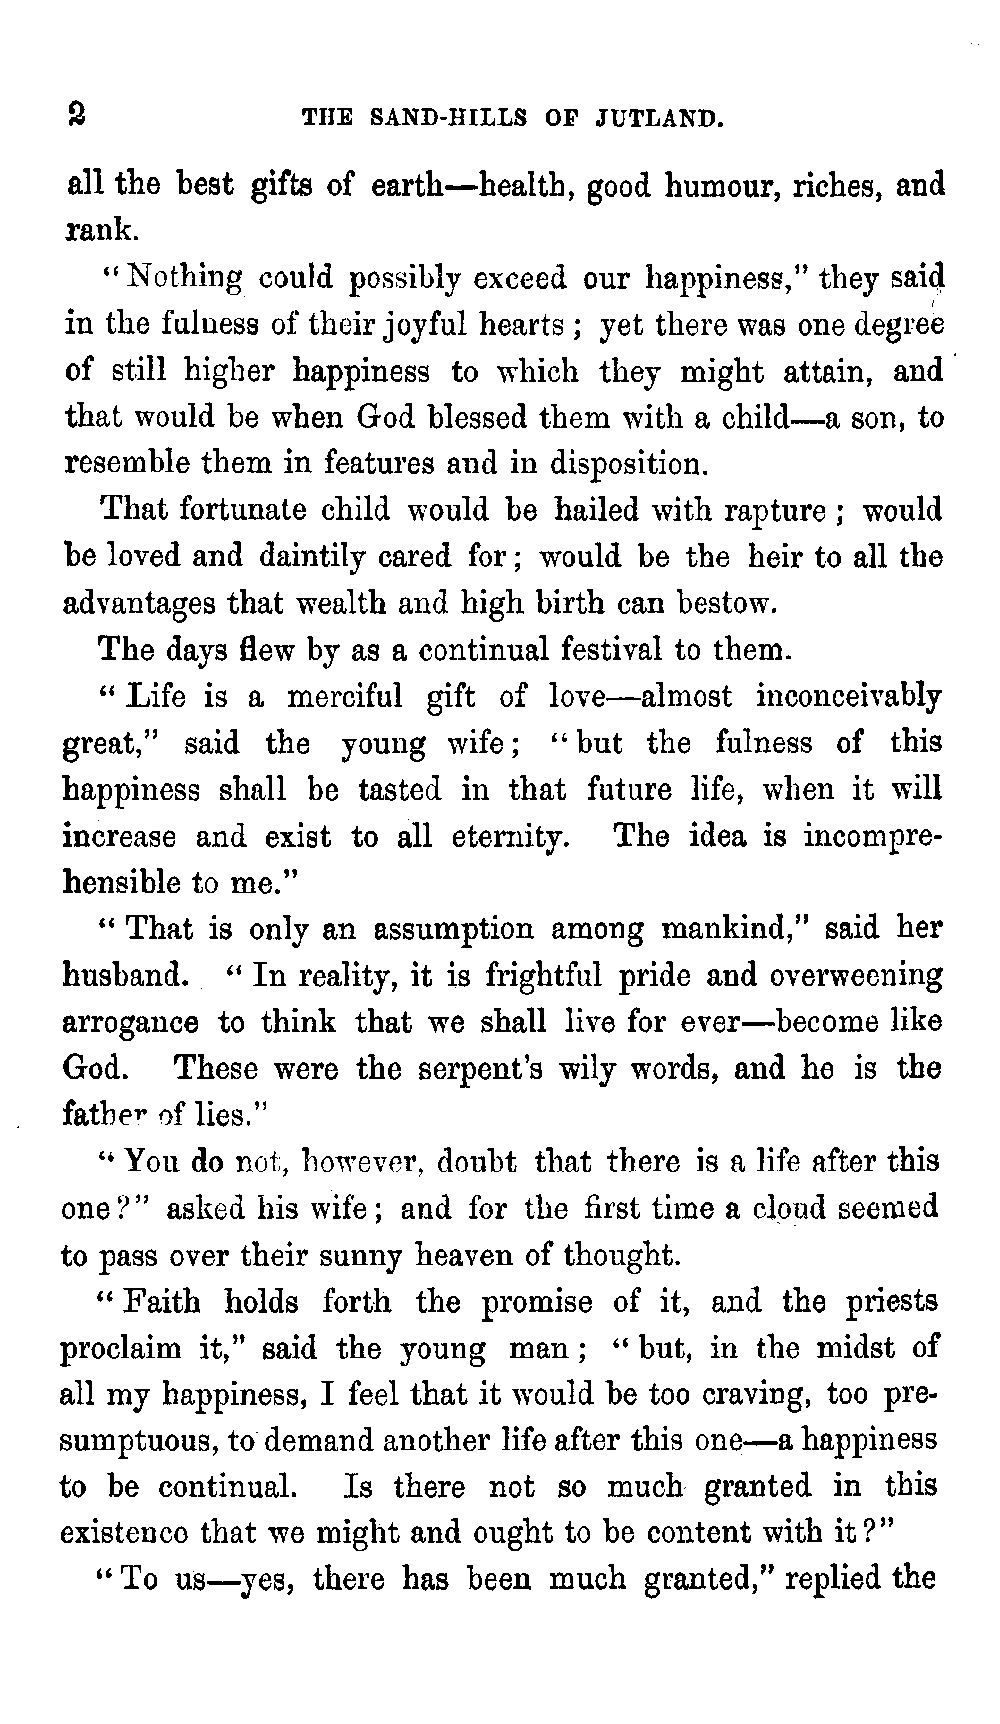 2 THE SAND-HILLS OF JUTLAND.
all the best gifts of earth—health, good humour, riches, and
rank.
"Nothing could possibly exceed our happiness," they said
in the fulness of their joyful hearts; yet there was one degree
of still higher happiness to which they might attain, and
that would be when God blessed them with a child—a son, to
resemble them in features and in disposition.
That fortunate child would be hailed with rapture; would
be loved and daintily cared for; would be the heir to all the
advantages that wealth and high birth can bestow.
The days flew by as a continual festival to them.
"Life is a merciful gift of love—almost inconceivably
great," said the young wife; "but the fulness of this
happiness shall be tasted in that future life, when it will
increase and exist to all eternity. The idea is incompre-
hensible to me."
"That is only an assumption among mankind," said her
husband. "In reality, it is frightful pride and overweening
arrogance to think that we shall live for ever—become like
God. These were the serpent's wily words, and he is the
father of lies."
"You do not, however, doubt that there is a life after this
one?" asked his wife; and for the first time a cloud seemed
to pass over their sunny heaven of thought.
"Faith holds forth the promise of it, and the priests
proclaim it," said the young man; "but, in the midst of
all my happiness, I feel that it would be too craving, too pre-
sumptuous, to demand another life after this one—a happiness
to be continual. Is there not so much granted in this
existence that we might and ought to be content with it?"
"To us—yes, there has been much granted," replied the